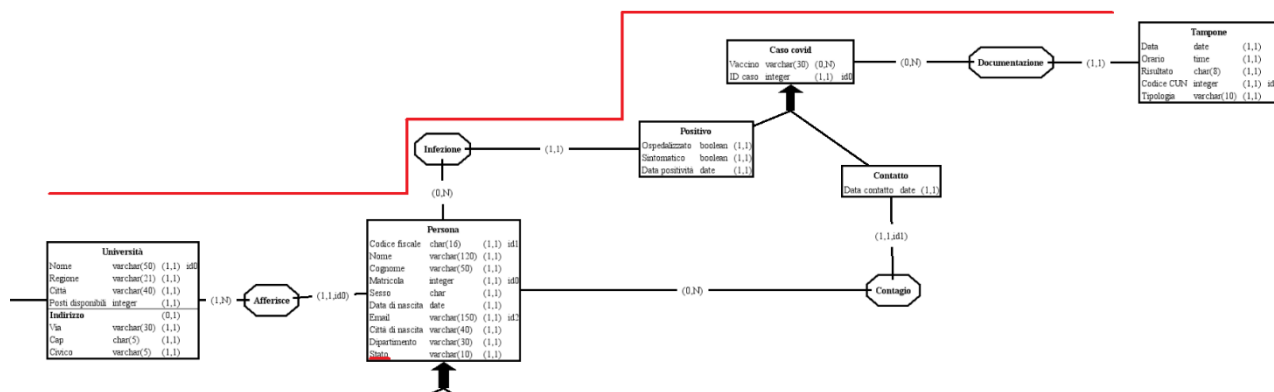 Caso covid
Vaccino varchar(30) (0,N)
ID caso integer (1,1) id0
(0,N)
Documentazione
(1,1)
Tampone
Data date (1,1)
Orario time (1,1)
Risultato char(8) (1,1)
Codice CUN integer (1,1) id
Tipologia varchar(10) (1,1)
Infezione
(1,1)
Positivo
Ospedalizzato boolean (1,1)
Sintomatico boolean (1,1)
Data positività date (1,1)
Contatto
Data contatto date (1,1)
(0,N)
(1,1,id1)
Università
Nome varchar(50) (1,1) id0
Regione varchar(21) (1,1)
Città varchar(40) (1,1)
Posti disponibili integer (1,1)
Indirizzo (0,1)
Via varchar(30) (1,1)
Cap char(5) (1,1)
Civico varchar(5) (1,1)
(1,N)
Afferisce
(1,1,id0)
Persona
Codice fiscale char(16) (1,1) id1
Nome varchar(120) (1,1)
Cognome varchar(50) (1,1)
Matricola integer (1,1) id0
Sesso char (1,1)
Data di nascita date (1,1)
Email varchar(150) (1,1) id2
Città di nascita varchar(40) (1,1)
Dipartimento varchar(30) (1,1)
Stato varchar(10) (1,1)
(0,N)
Contagio